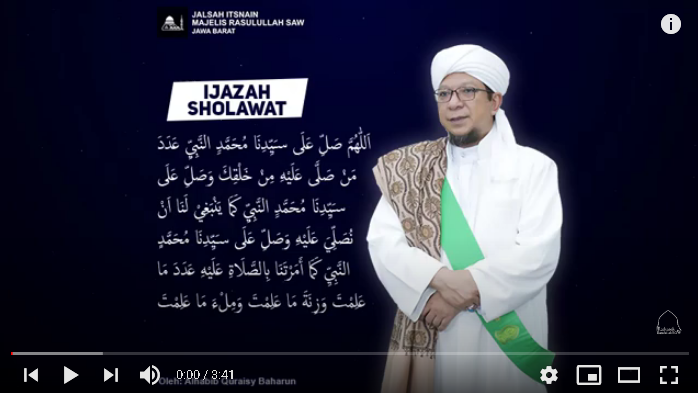 JALSAH ITSNAIN
MAJELIS RASULULLAH SAW
JAWA BARAT
IJAZAH
SHOLAWAT
اَللّٰهُمَّ صَلِّ عَلَى سَيِّدِنَا مُحَمَّدٍ النَّبِيِّ عَدَدَ
مَنْ صَلَّى عَلَيْهِ مِنْ خَلْقِكَ وَصَلِّ عَلَى
سَيِّدِنَا مُحَمَّدٍ النَّبِيِّ كَمَا يَنْبَغِيْ لَنَا اَنْ
نُصَلِّيَ عَلَيْهِ وَصَلِّ عَلَى سَيِّدِنَا مُحَمَّدٍ
النَّبِيِّ كَمَا أَمَرْتَنَا بِالصَّلَاةِ عَلَيْهِ عَدَدَ مَا
عَلِمْتَ وَزِنَةَ مَا عَلِمْتَ وَمِلْءَ مَا عَلِمْتَ
0:00 / 3:41
Oleh: Alhabib Quraisy Baharun